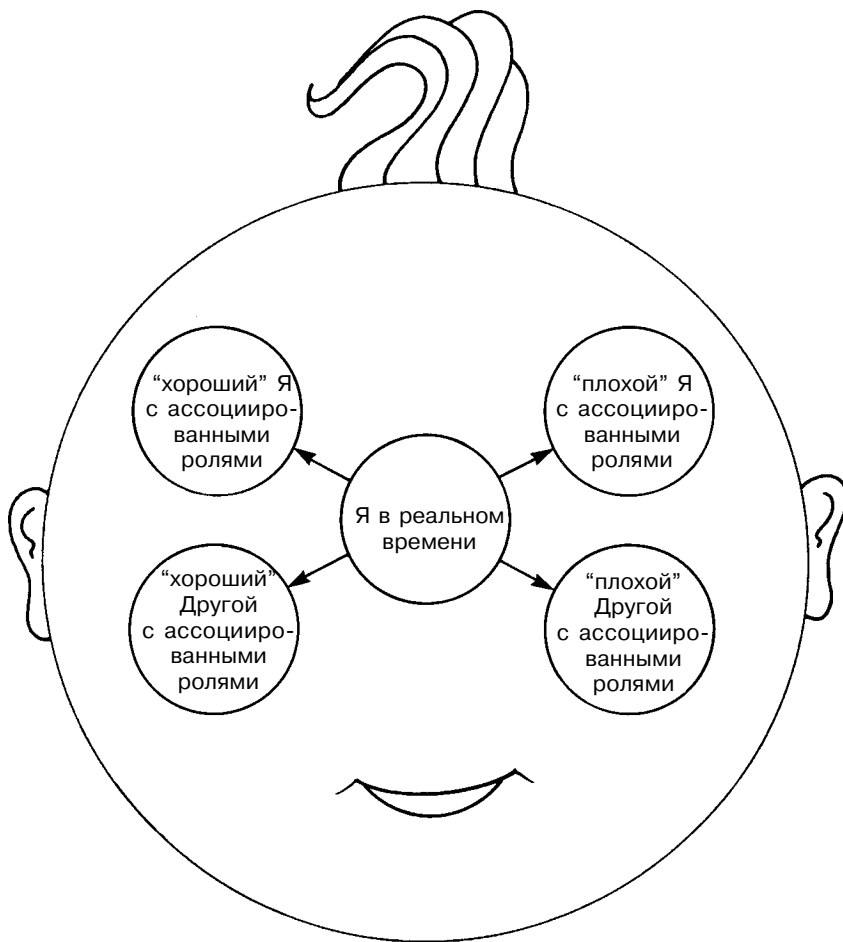 “хороший” Я
с ассоцииро-
ванными
ролями
“плохой” Я
с ассоцииро-
ванными
ролями
Я в реальном
времени
“хороший”
Другой
с ассоцииро-
ванными
ролями
“плохой”
Другой
с ассоцииро-
ванными
ролями